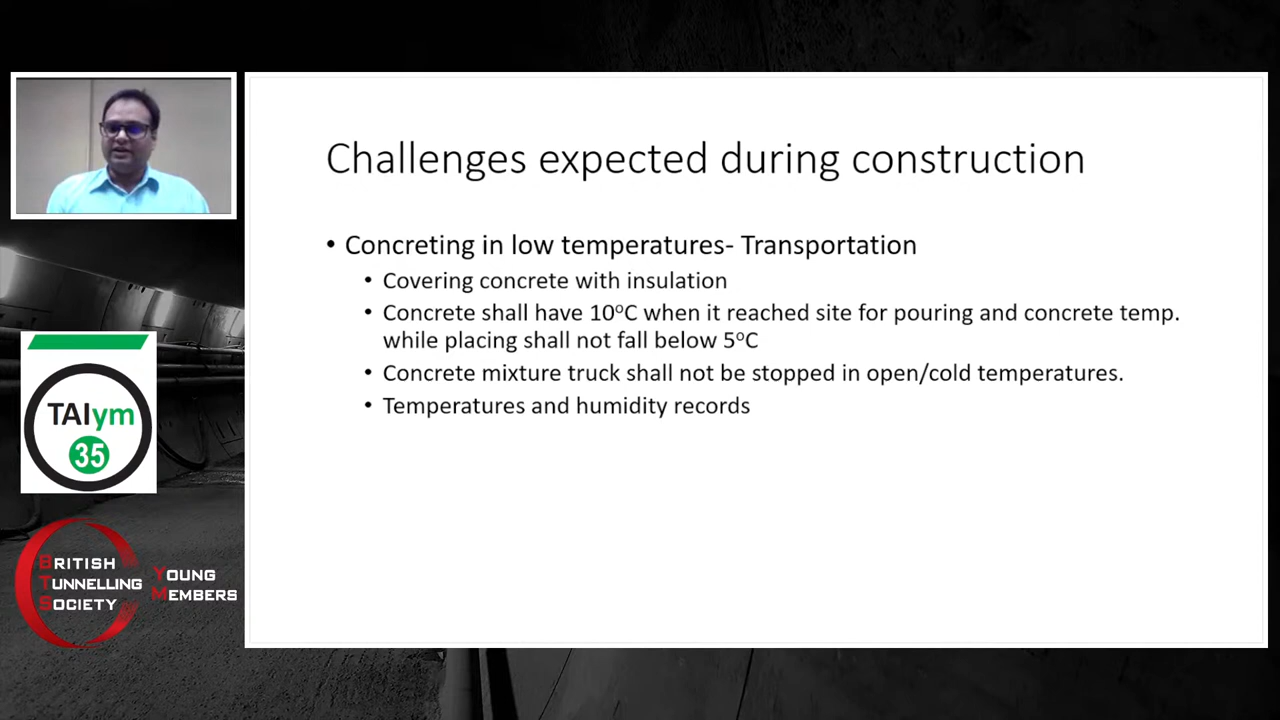 Challenges expected during construction
• Concreting in low temperatures- Transportation
• Covering concrete with insulation
• Concrete shall have 10°C when it reached site for pouring and concrete temp.
while placing shall not fall below 5°C
• Concrete mixture truck shall not be stopped in open/cold temperatures.
• Temperatures and humidity records
TAIym
35
BRITISH
TUNNELLING
SOCIETY
YOUNG
MEMBERS